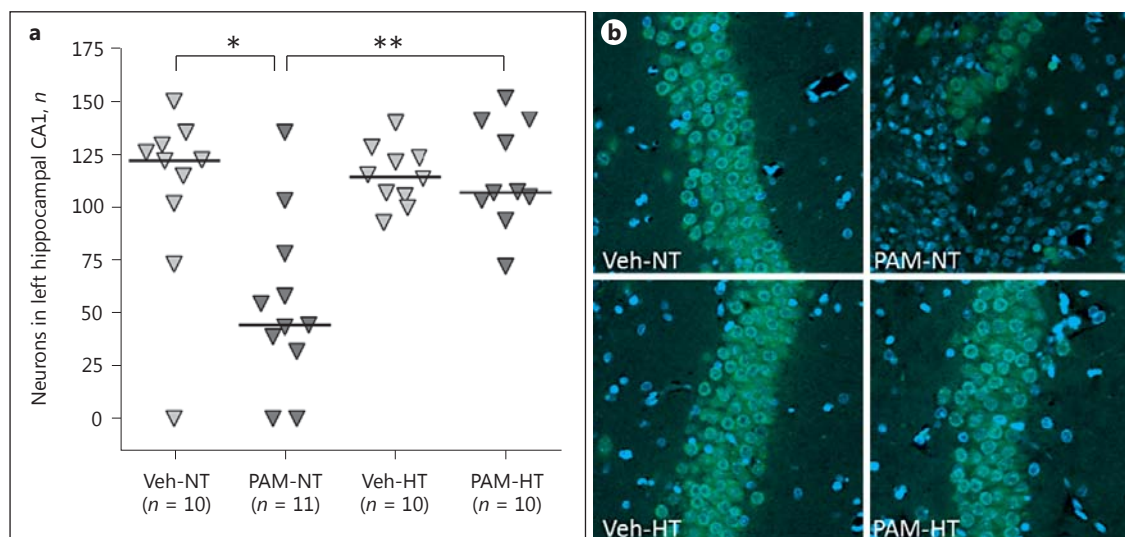 a
Neurons in left hippocampal CA1, n
175
150
125
100
75
50
25
0
*
**
Veh-NT
(n = 10)
PAM-NT
(n = 11)
Veh-HT
(n = 10)
PAM-HT
(n = 10)
b
Veh-NT
PAM-NT
Veh-HT
PAM-HT